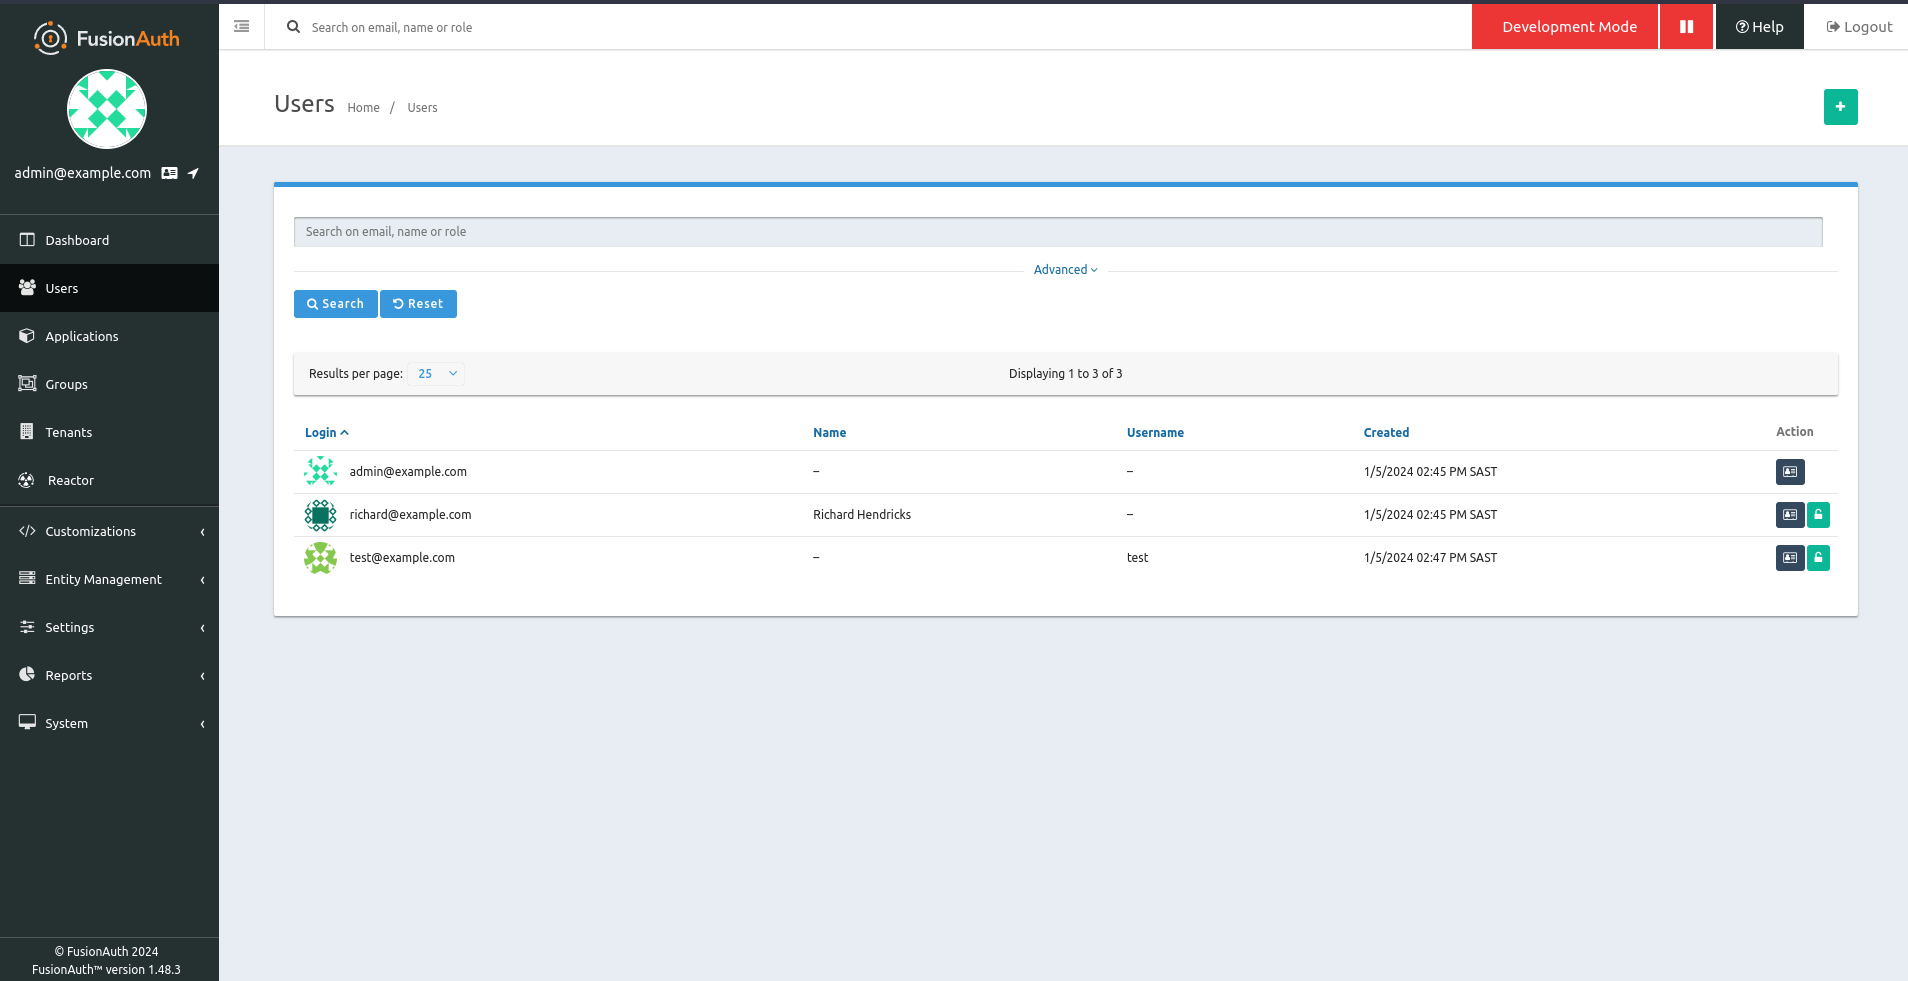 FusionAuth
admin@example.com
Dashboard
Users
Applications
Groups
Tenants
Reactor
Customizations
Entity Management
Settings
Reports
System
© FusionAuth 2024
FusionAuth™ version 1.48.3
Search on email, name or role
Development Mode
Help
Logout
Users Home / Users
+
Search on email, name or role
Advanced
Search Reset
Results per page: 25 Displaying 1 to 3 of 3
Login Name Username Created Action
admin@example.com – – 1/5/2024 02:45 PM SAST
richard@example.com Richard Hendricks – 1/5/2024 02:45 PM SAST
test@example.com – test 1/5/2024 02:47 PM SAST